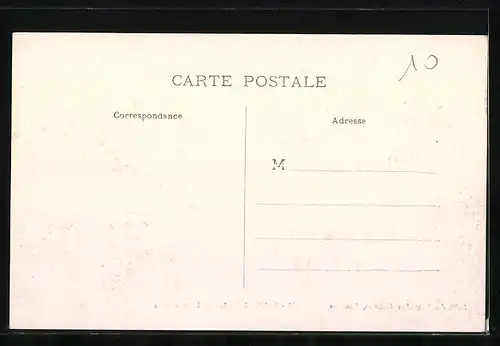 10
CARTE POSTALE
Correspondance
Adresse
M